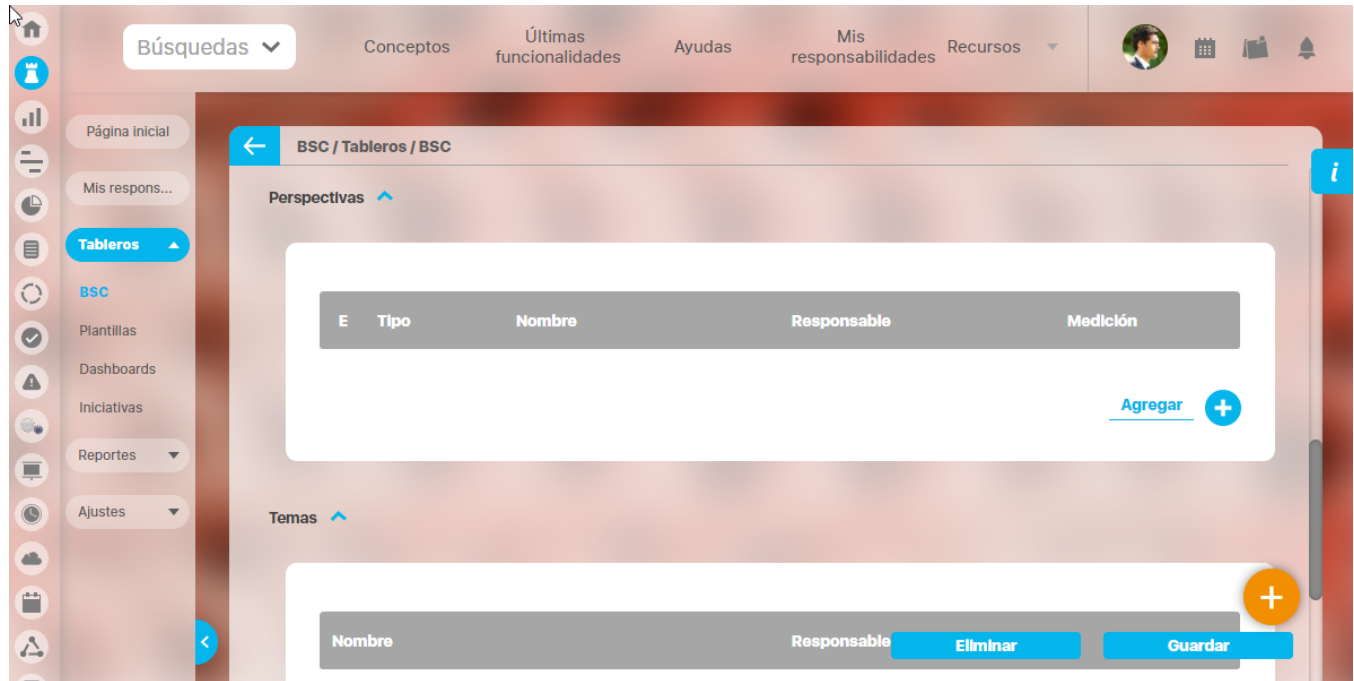 Búsquedas
Conceptos
Últimas
funcionalidades
Ayudas
Mis
responsabilidades
Recursos
Página inicial
Mis respons...
Tableros
BSC
Plantillas
Dashboards
Iniciativas
Reportes
Ajustes
BSC / Tableros / BSC
i
Perspectivas
E Tipo Nombre Responsable Medición
Agregar
Temas
Nombre Responsable
Eliminar Guardar